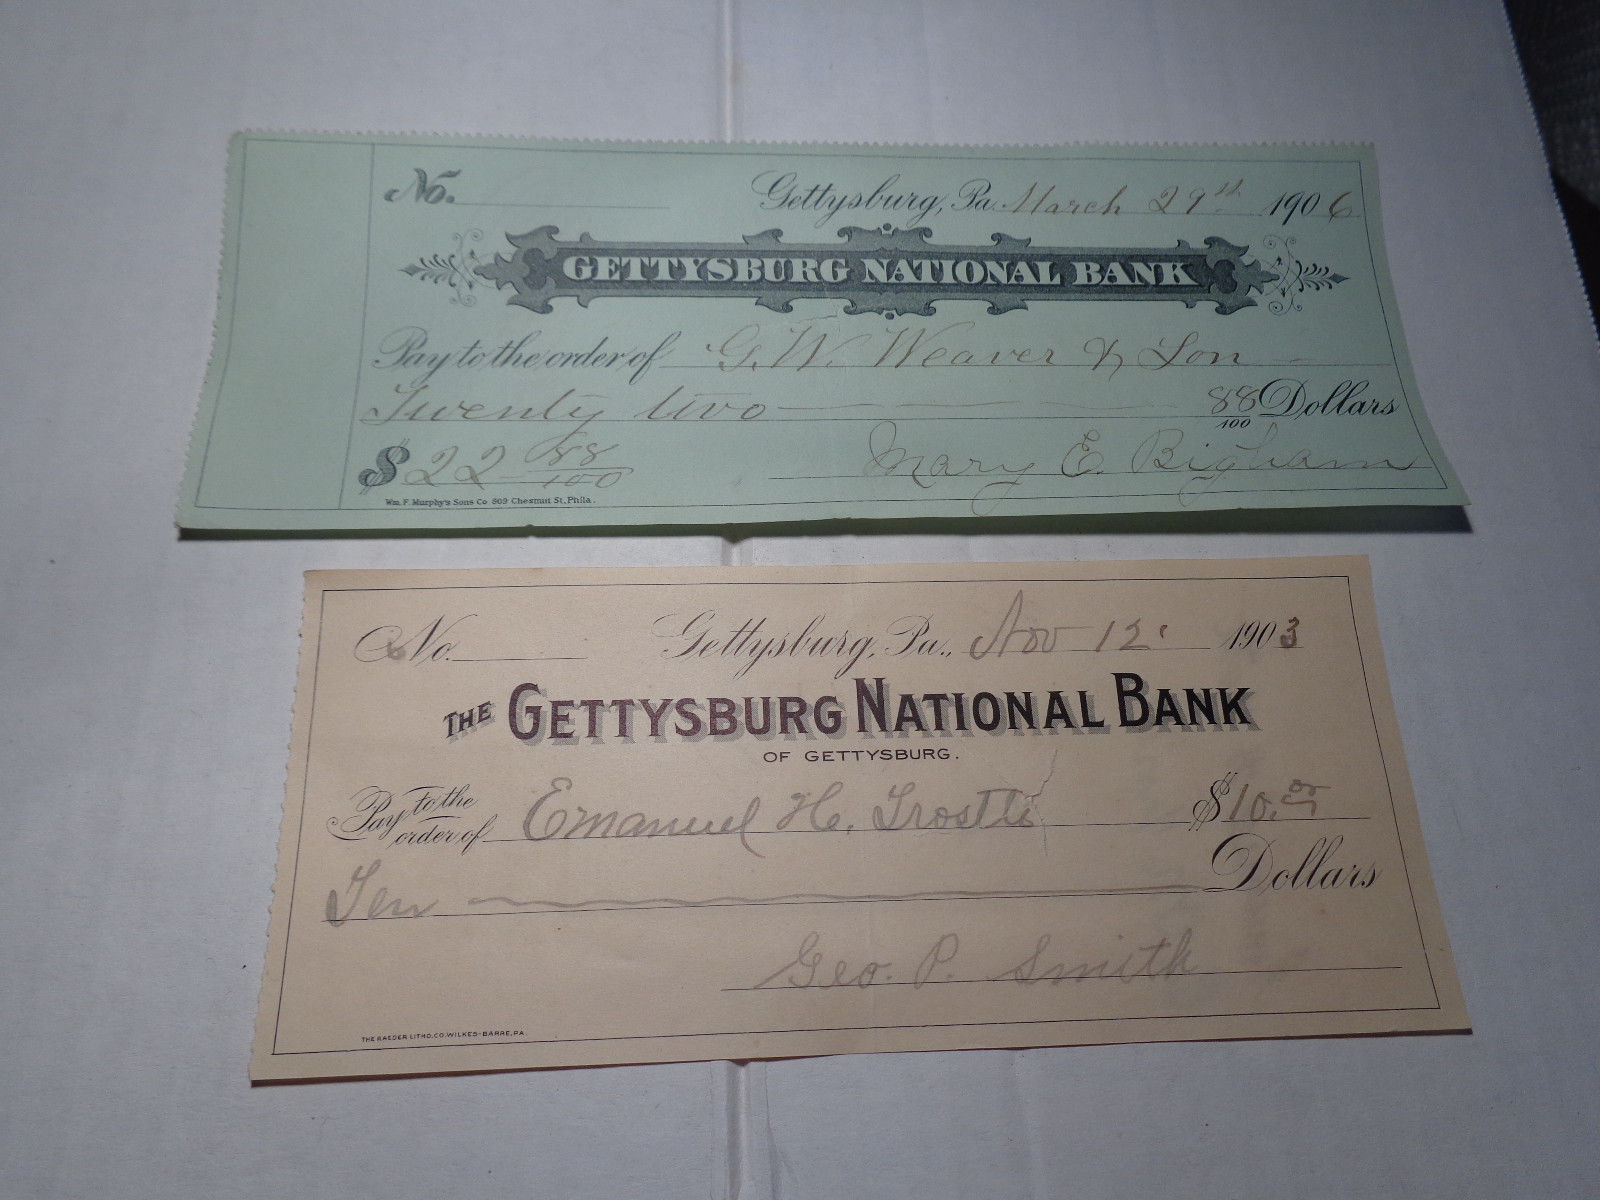 No. Gettysburg, Pa. March 29th 1906
GETTYSBURG NATIONAL BANK
Pay to the order of G. W. Weaver & Son
Twenty two 88/100 Dollars
$22 88/100 Mary E. Bigham
Wm. F. Murphy's Sons Co 509 Chesnut St. Phila.
No. Gettysburg, Pa., Nov 12 1903
THE GETTYSBURG NATIONAL BANK
OF GETTYSBURG.
Pay to the order of Emanuel H. Trostle $10.00
Ten Dollars
Geo. P. Smith
THE RAEDER LITHO. CO. WILKES-BARRE, PA.